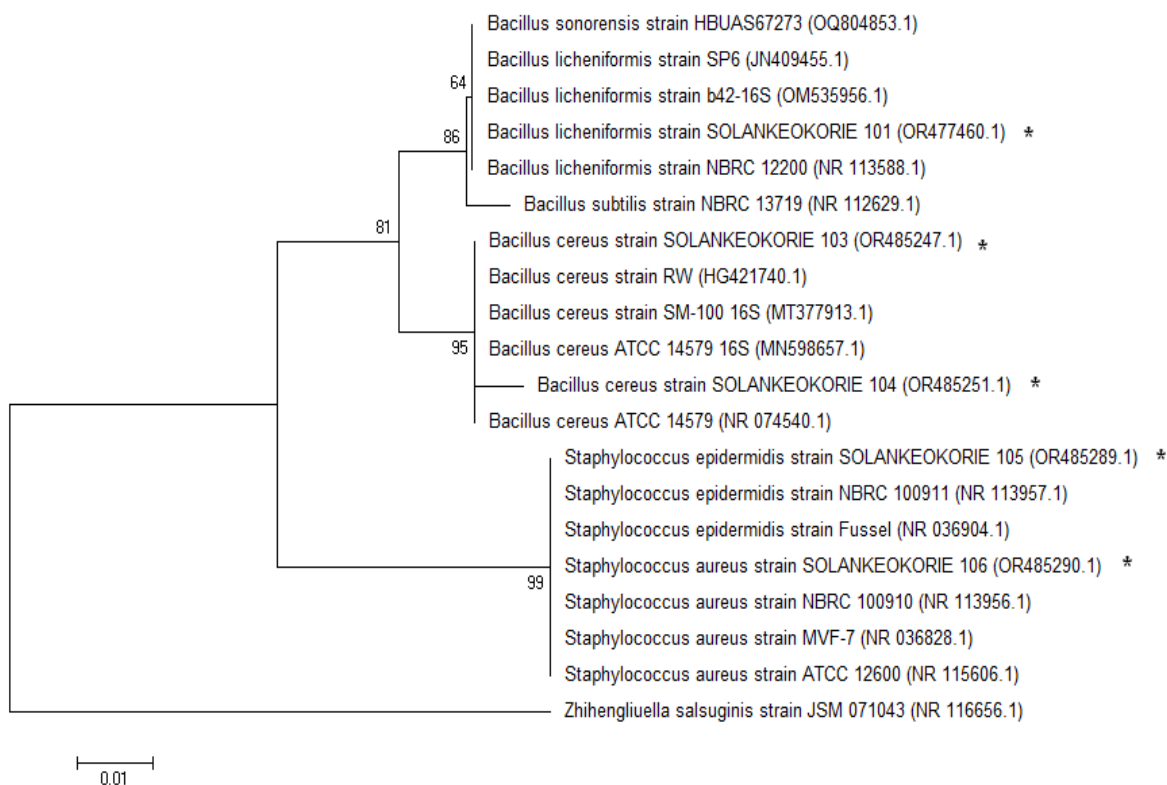 Bacillus sonorensis strain HBUAS67273 (OQ804853.1)
Bacillus licheniformis strain SP6 (JN409455.1)
64
Bacillus licheniformis strain b42-16S (OM535956.1)
Bacillus licheniformis strain SOLANKEOKORIE 101 (OR477460.1) *
86
Bacillus licheniformis strain NBRC 12200 (NR 113588.1)
Bacillus subtilis strain NBRC 13719 (NR 112629.1)
81
Bacillus cereus strain SOLANKEOKORIE 103 (OR485247.1) *
Bacillus cereus strain RW (HG421740.1)
Bacillus cereus strain SM-100 16S (MT377913.1)
95
Bacillus cereus ATCC 14579 16S (MN598657.1)
Bacillus cereus strain SOLANKEOKORIE 104 (OR485251.1) *
Bacillus cereus ATCC 14579 (NR 074540.1)
Staphylococcus epidermidis strain SOLANKEOKORIE 105 (OR485289.1) *
Staphylococcus epidermidis strain NBRC 100911 (NR 113957.1)
Staphylococcus epidermidis strain Fussel (NR 036904.1)
Staphylococcus aureus strain SOLANKEOKORIE 106 (OR485290.1) *
99
Staphylococcus aureus strain NBRC 100910 (NR 113956.1)
Staphylococcus aureus strain MVF-7 (NR 036828.1)
Staphylococcus aureus strain ATCC 12600 (NR 115606.1)
Zhihengliuella salsuginis strain JSM 071043 (NR 116656.1)
0.01